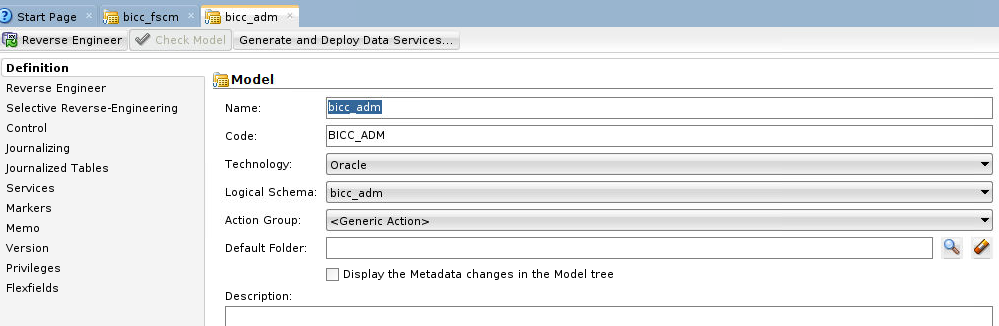 Start Page
bicc_fscm
bicc_adm
Reverse Engineer
Check Model
Generate and Deploy Data Services...
Definition
Reverse Engineer
Selective Reverse-Engineering
Control
Journalizing
Journalized Tables
Services
Markers
Memo
Version
Privileges
Flexfields
Model
Name: bicc_adm
Code: BICC_ADM
Technology: Oracle
Logical Schema: bicc_adm
Action Group: <Generic Action>
Default Folder:
Display the Metadata changes in the Model tree
Description: